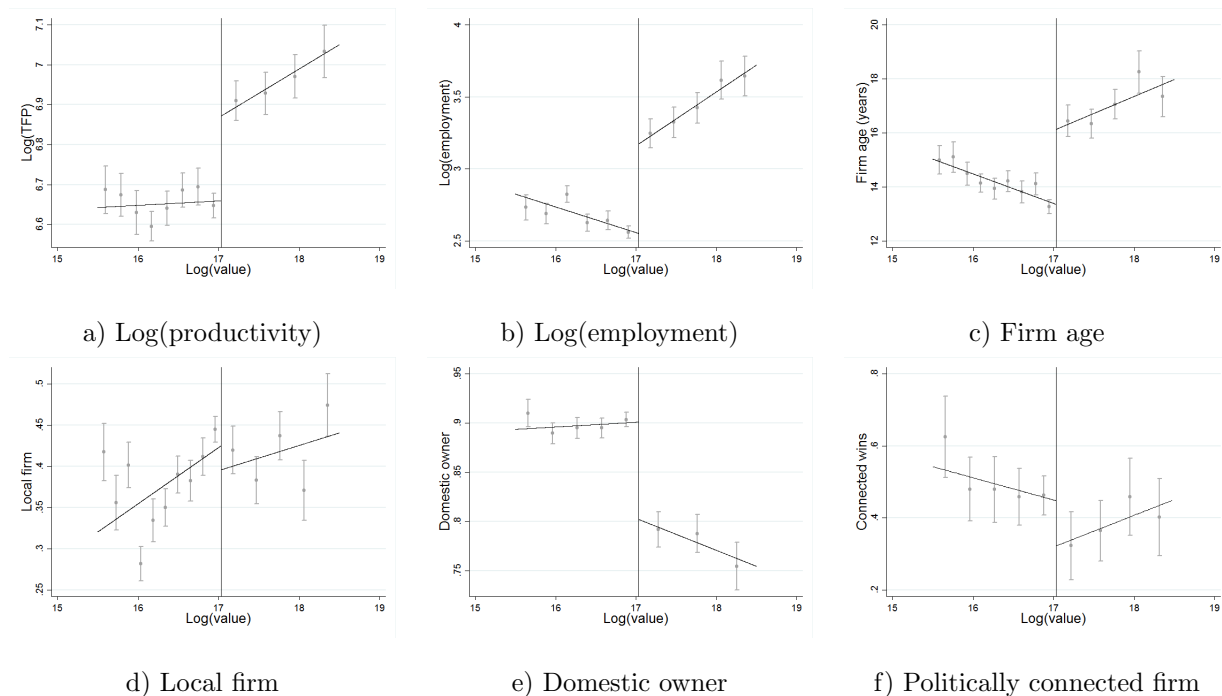 Log(TFP)
6.6 6.7 6.8 6.9 7 7.1
15 16 17 18 19
Log(value)
Log(employment)
2.5 3 3.5 4
15 16 17 18 19
Log(value)
Firm age (years)
12 14 16 18 20
15 16 17 18 19
Log(value)
a) Log(productivity)
b) Log(employment)
c) Firm age
Local firm
.25 .3 .35 .4 .45 .5
15 16 17 18 19
Log(value)
Domestic owner
.75 .8 .85 .9 .95
15 16 17 18 19
Log(value)
Connected wins
.2 .4 .6 .8
15 16 17 18 19
Log(value)
d) Local firm
e) Domestic owner
f) Politically connected firm